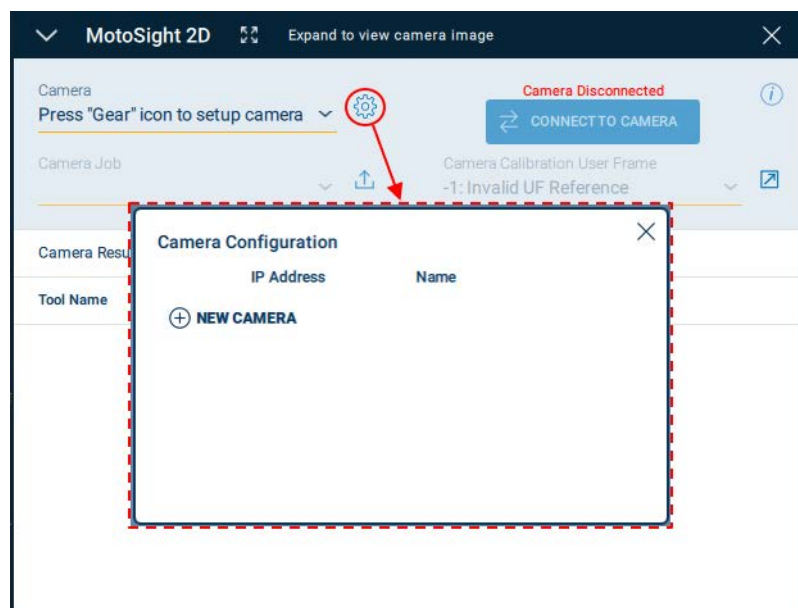 MotoSight 2D Expand to view camera image
Camera
Press "Gear" icon to setup camera
Camera Disconnected
CONNECT TO CAMERA
Camera Job
Camera Calibration User Frame
-1: Invalid UF Reference
Camera Resu
Tool Name
Camera Configuration
IP Address Name
NEW CAMERA